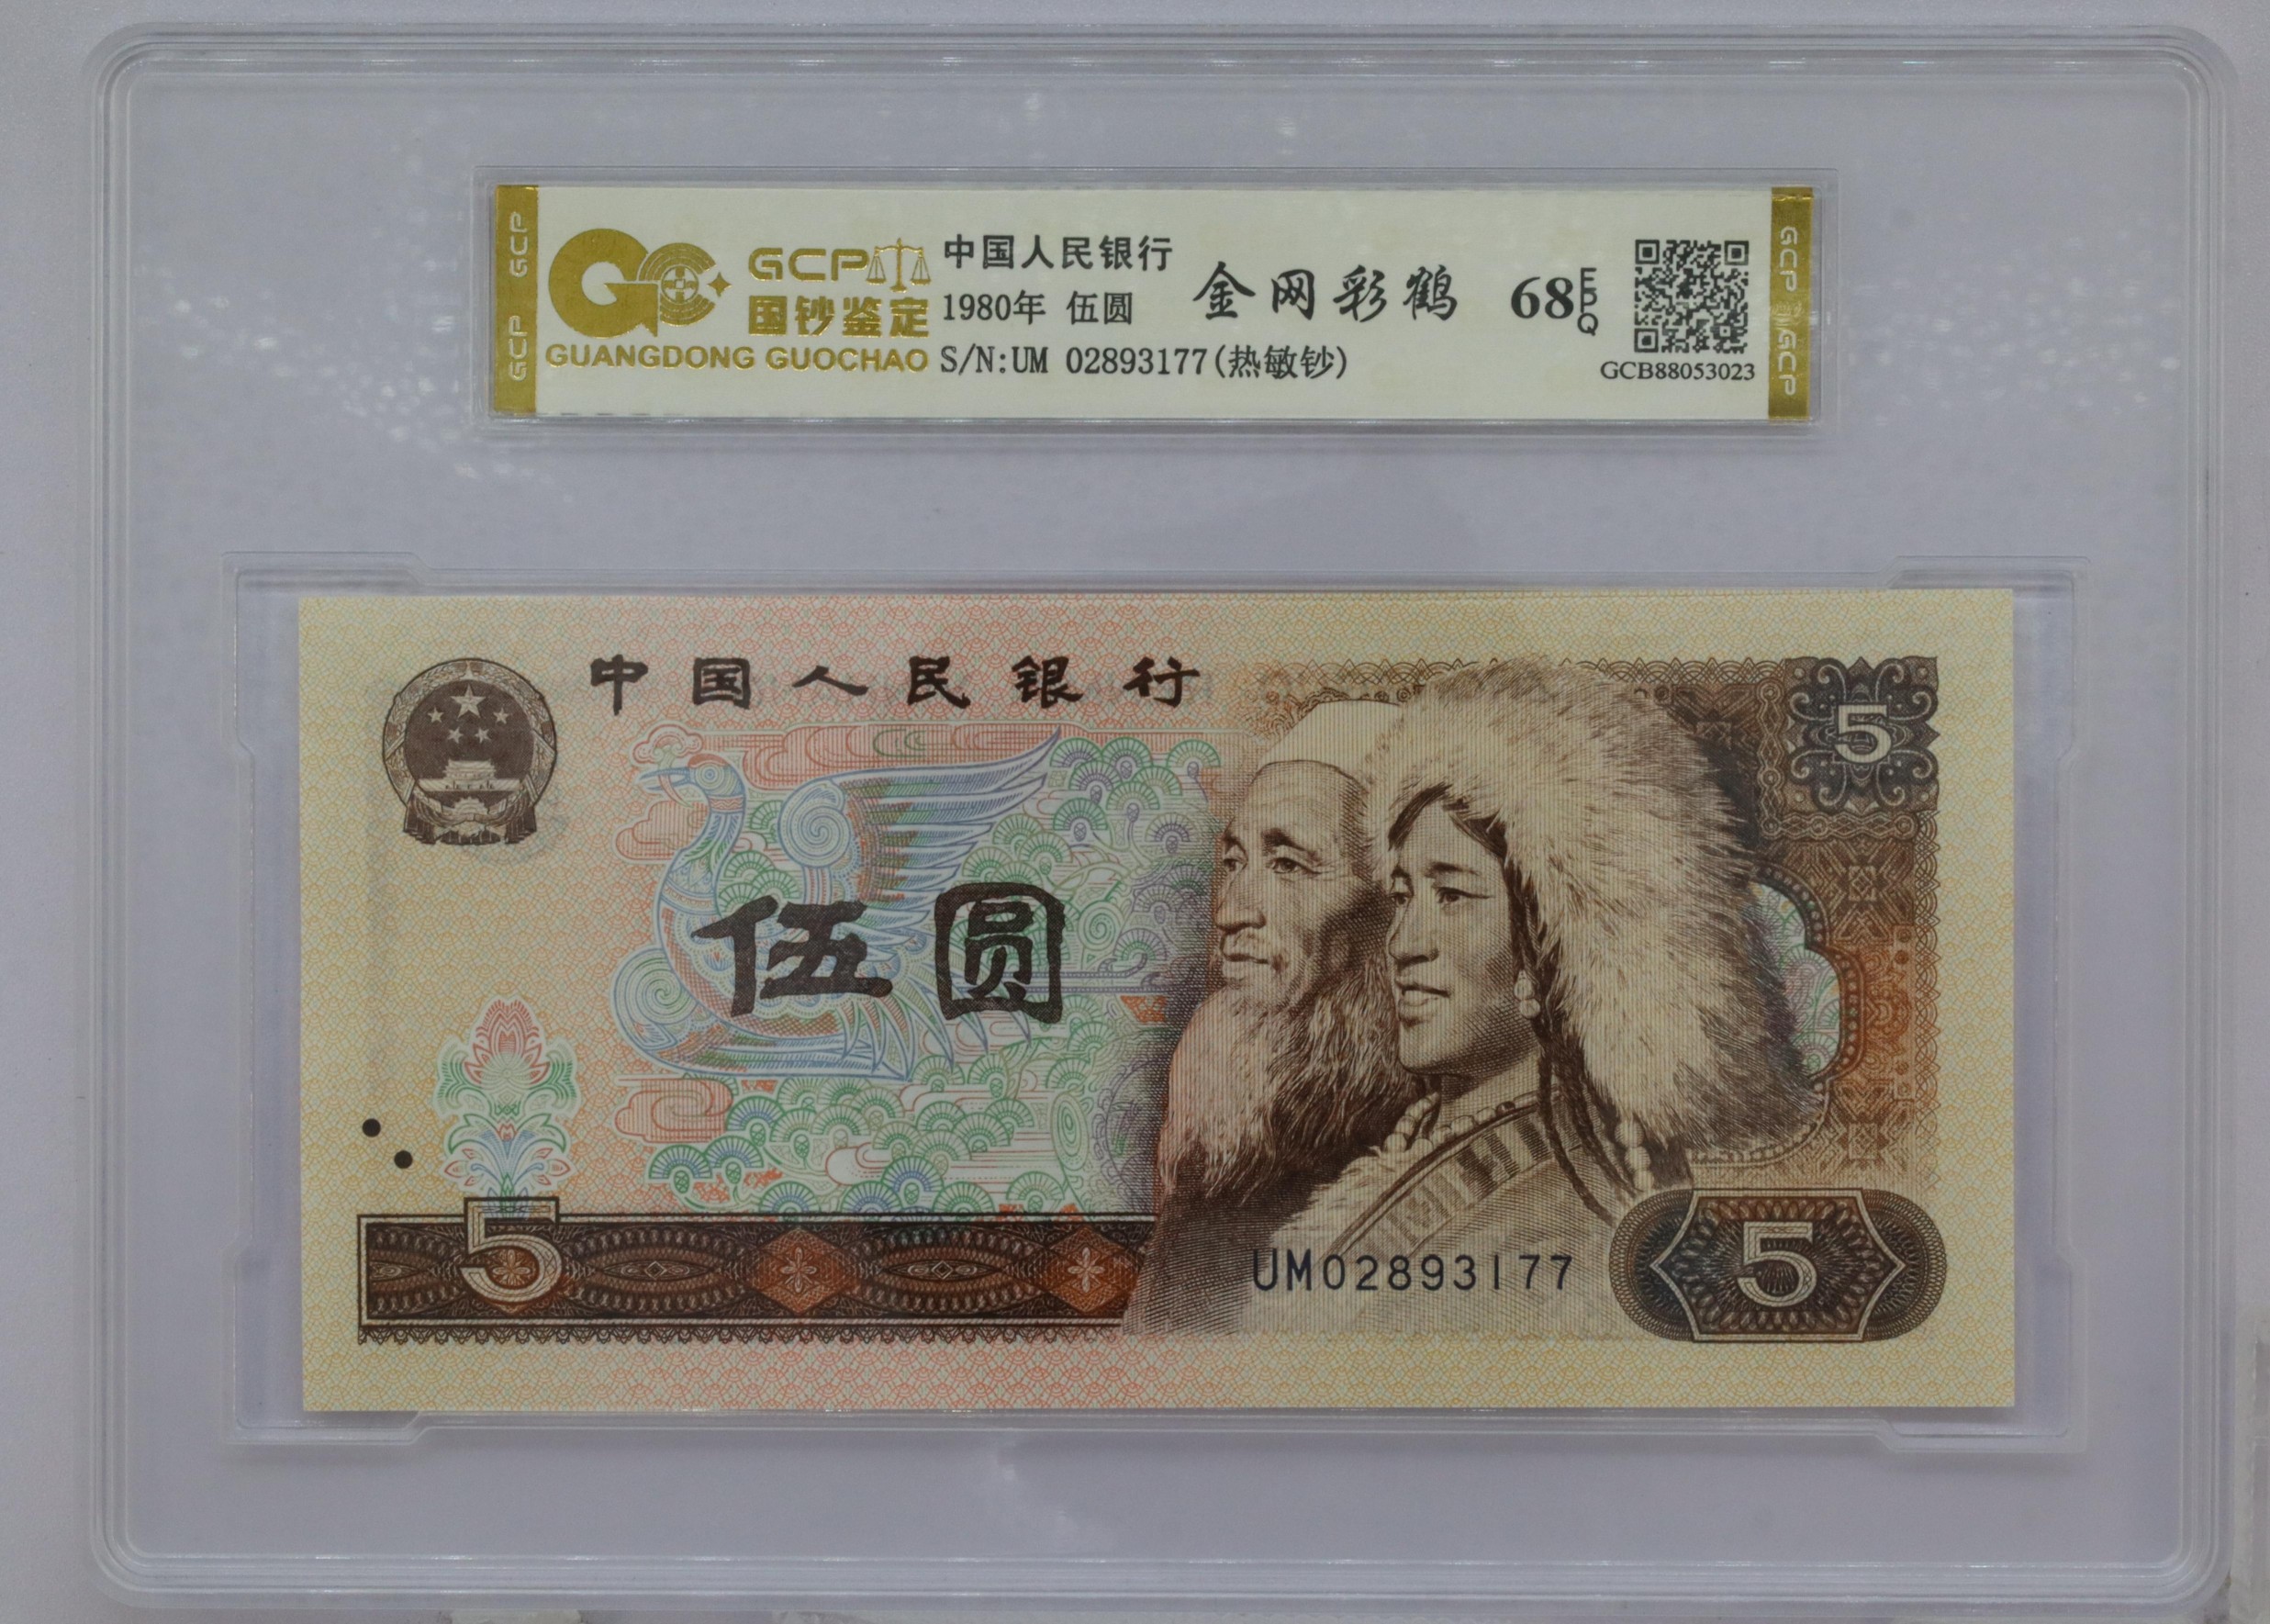 GCP GCP
GCP
国钞鉴定
GUANGDONG GUOCHAO
中国人民银行
1980年 伍圆
S/N:UM 02893177(热敏钞)
金网彩鹤
68EPQ
GCB88053023
GCP GCP
中国人民银行
5
伍圆
5
UM02893177
5